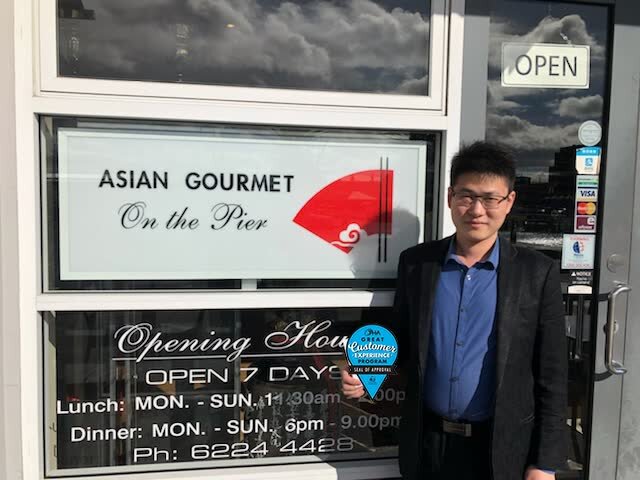 OPEN
ASIAN GOURMET
On the Pier
Opening
OPEN 7 DAYS
Lunch: MON. - SUN. 11.30am -
Dinner: MON. - SUN. 6pm - 9.00pm
Ph: 6224 4428
THA
GREAT
Customer
EXPERIENCE
PROGRAM
SEAL OF APPROVAL
VISA